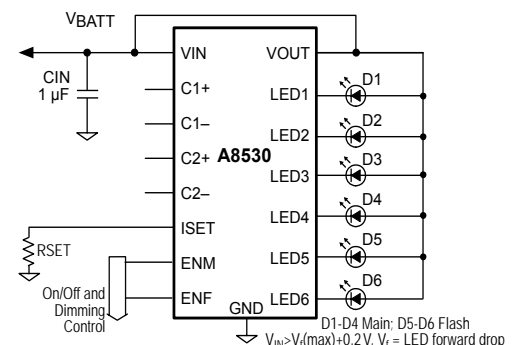 VBATT
VIN
VOUT
CIN
1 µF
C1+
LED1
D1
C1–
LED2
D2
C2+
A8530
LED3
D3
C2–
LED4
D4
ISET
RSET
LED5
D5
ENM
On/Off and
Dimming
Control
ENF
LED6
D6
GND
D1-D4 Main; D5-D6 Flash
VIN>Vf(max)+0.2 V, Vf = LED forward drop